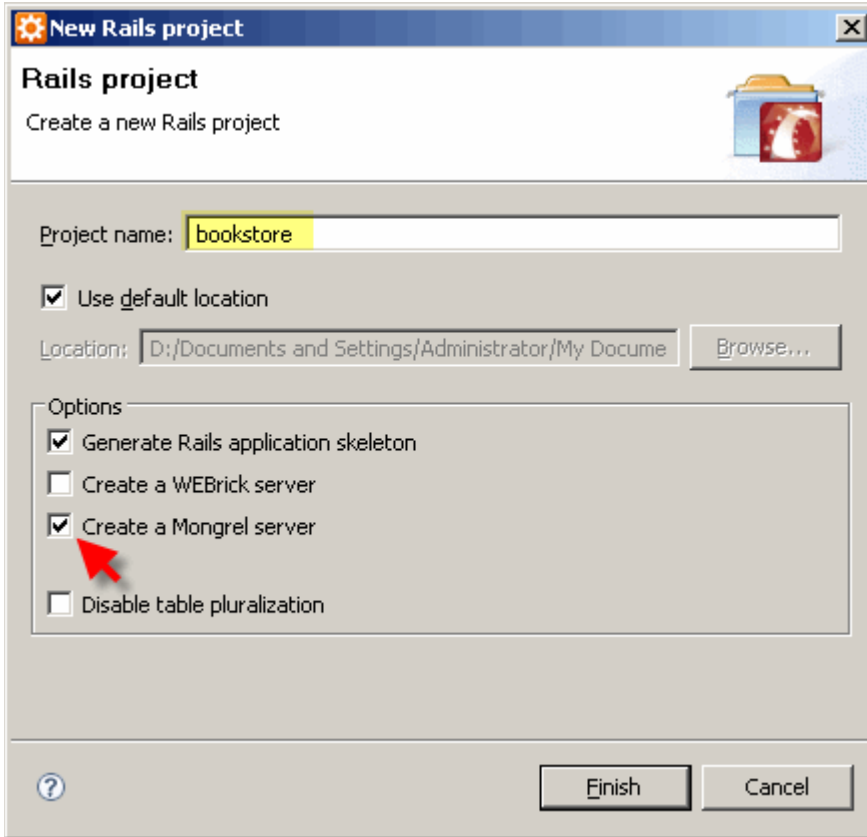 New Rails project
Rails project
Create a new Rails project
Project name: bookstore
Use default location
Location: D:/Documents and Settings/Administrator/My Docume Browse...
Options
Generate Rails application skeleton
Create a WEBrick server
Create a Mongrel server
Disable table pluralization
? Finish Cancel